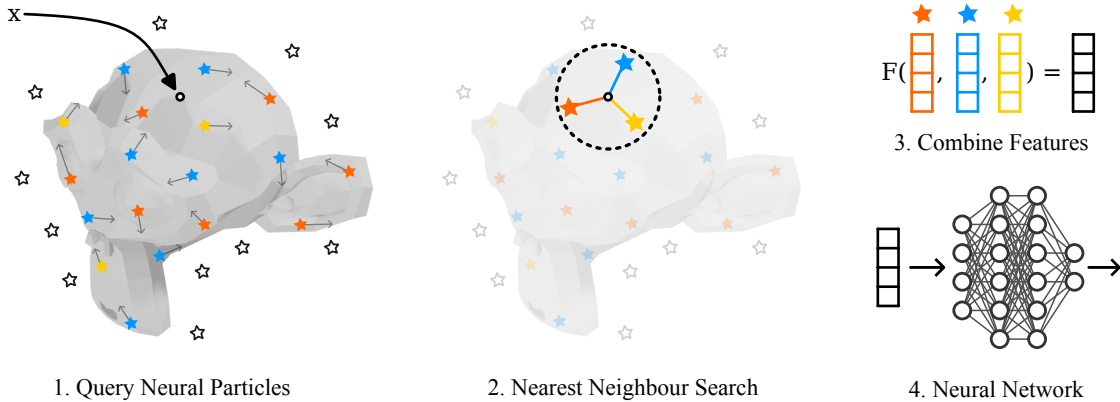 x
1. Query Neural Particles
2. Nearest Neighbour Search
F( , , ) =
3. Combine Features
4. Neural Network